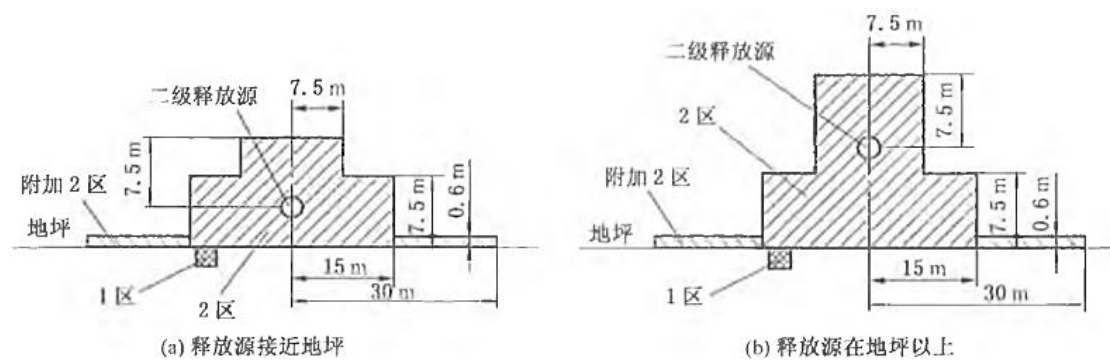 7.5 m
二级释放源
7.5 m
附加 2 区
地坪
7.5 m
0.6 m
15 m
30 m
1 区
2 区
(a) 释放源接近地坪
7.5 m
二级释放源
2 区
7.5 m
附加 2 区
地坪
7.5 m
0.6 m
15 m
30 m
1 区
(b) 释放源在地坪以上